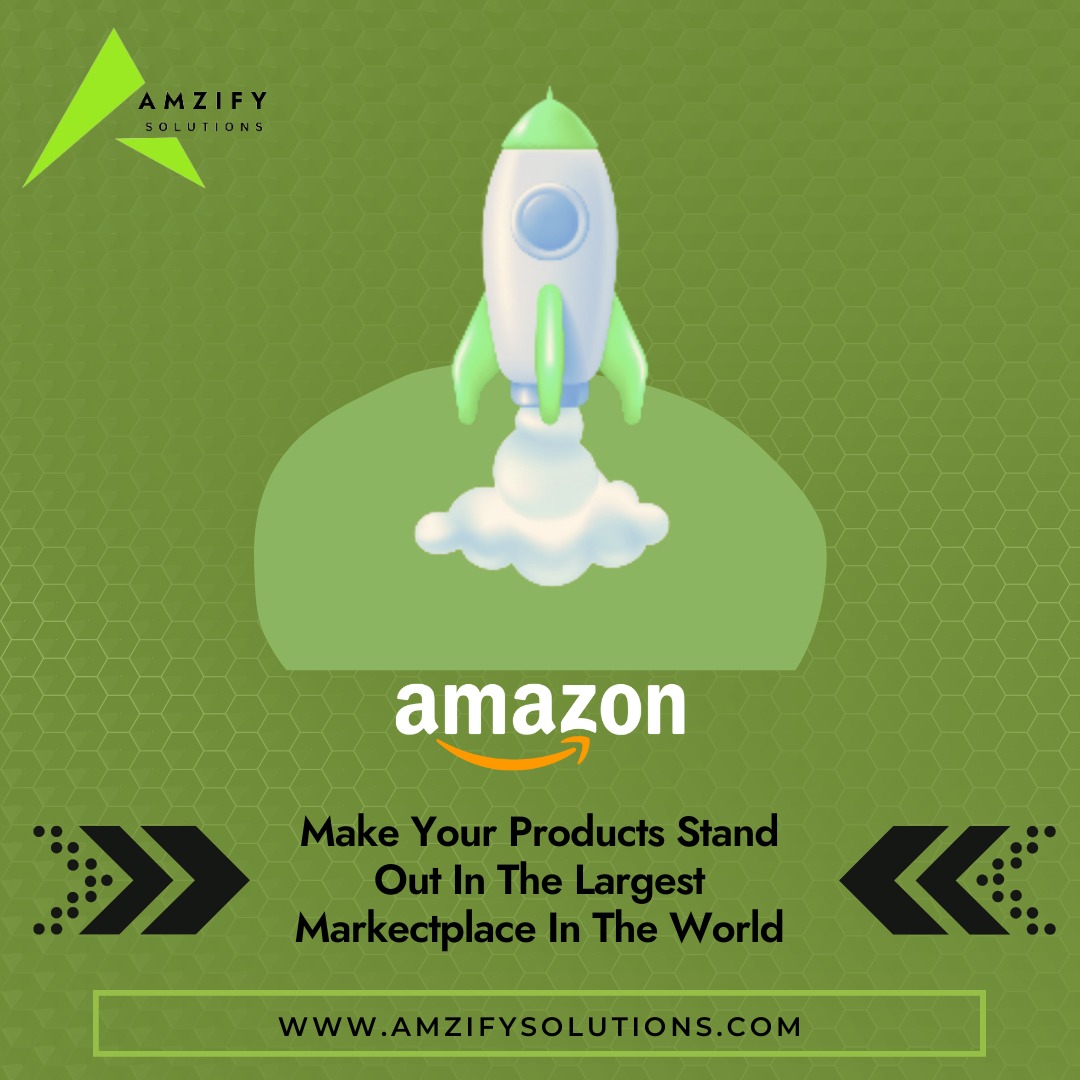 AMZIFY
SOLUTIONS
amazon
Make Your Products Stand
Out In The Largest
Markectplace In The World
WWW.AMZIFYSOLUTIONS.COM